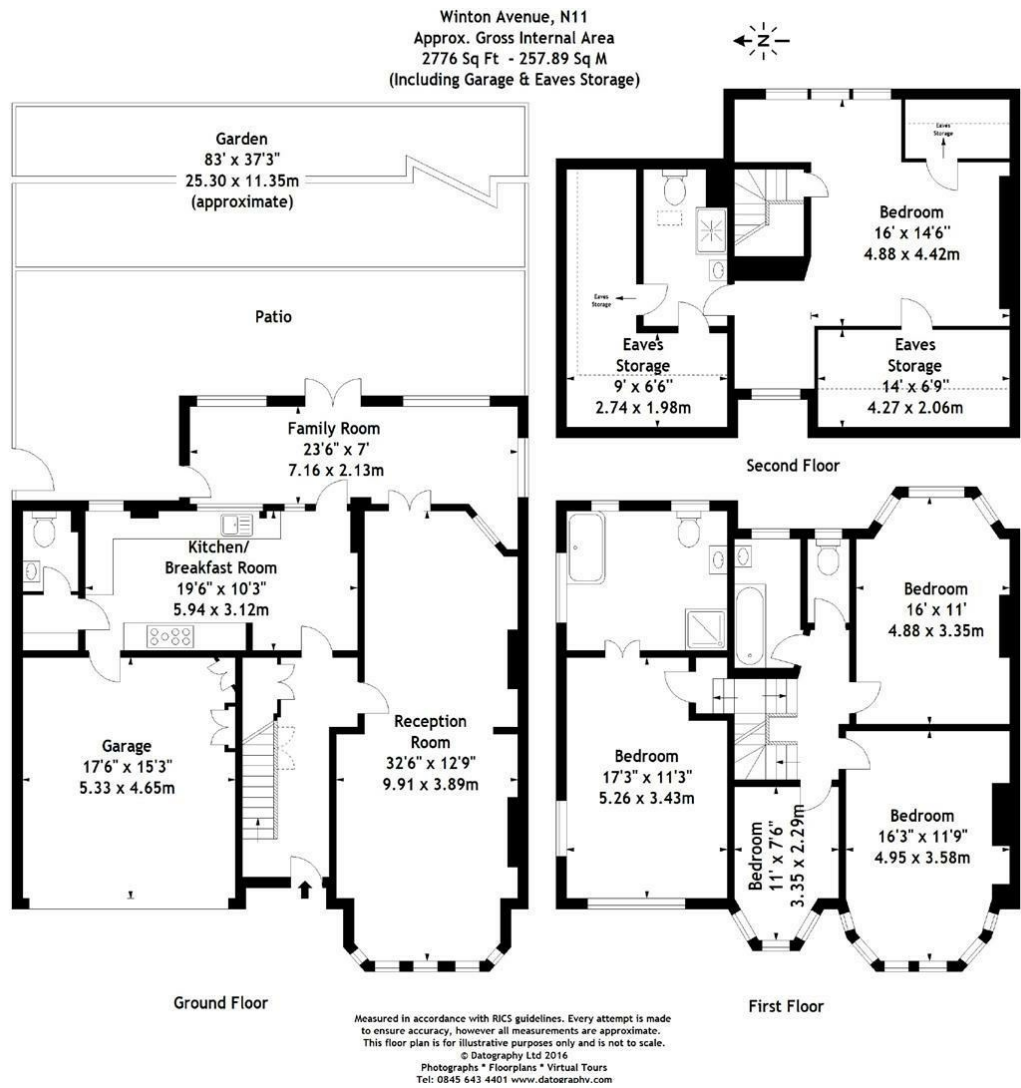 Winton Avenue, N11
Approx. Gross Internal Area
2776 Sq Ft - 257.89 Sq M
(Including Garage & Eaves Storage)
N
Garden
83' x 37'3"
25.30 x 11.35m
(approximate)
Patio
Family Room
23'6" x 7'
7.16 x 2.13m
Kitchen/
Breakfast Room
19'6" x 10'3"
5.94 x 3.12m
Garage
17'6" x 15'3"
5.33 x 4.65m
Reception
Room
32'6" x 12'9"
9.91 x 3.89m
Ground Floor
Eaves
Storage
Bedroom
16' x 14'6"
4.88 x 4.42m
Eaves
Storage
Eaves
Storage
9' x 6'6"
2.74 x 1.98m
Eaves
Storage
14' x 6'9"
4.27 x 2.06m
Second Floor
Bedroom
16' x 11'
4.88 x 3.35m
Bedroom
17'3" x 11'3"
5.26 x 3.43m
Bedroom
11' x 7'6"
3.35 x 2.29m
Bedroom
16'3" x 11'9"
4.95 x 3.58m
First Floor
Measured in accordance with RICS guidelines. Every attempt is made
to ensure accuracy, however all measurements are approximate.
This floor plan is for illustrative purposes only and is not to scale.
© Datography Ltd 2016
Photographs * Floorplans * Virtual Tours
Tel: 0845 643 4401 www.datography.com